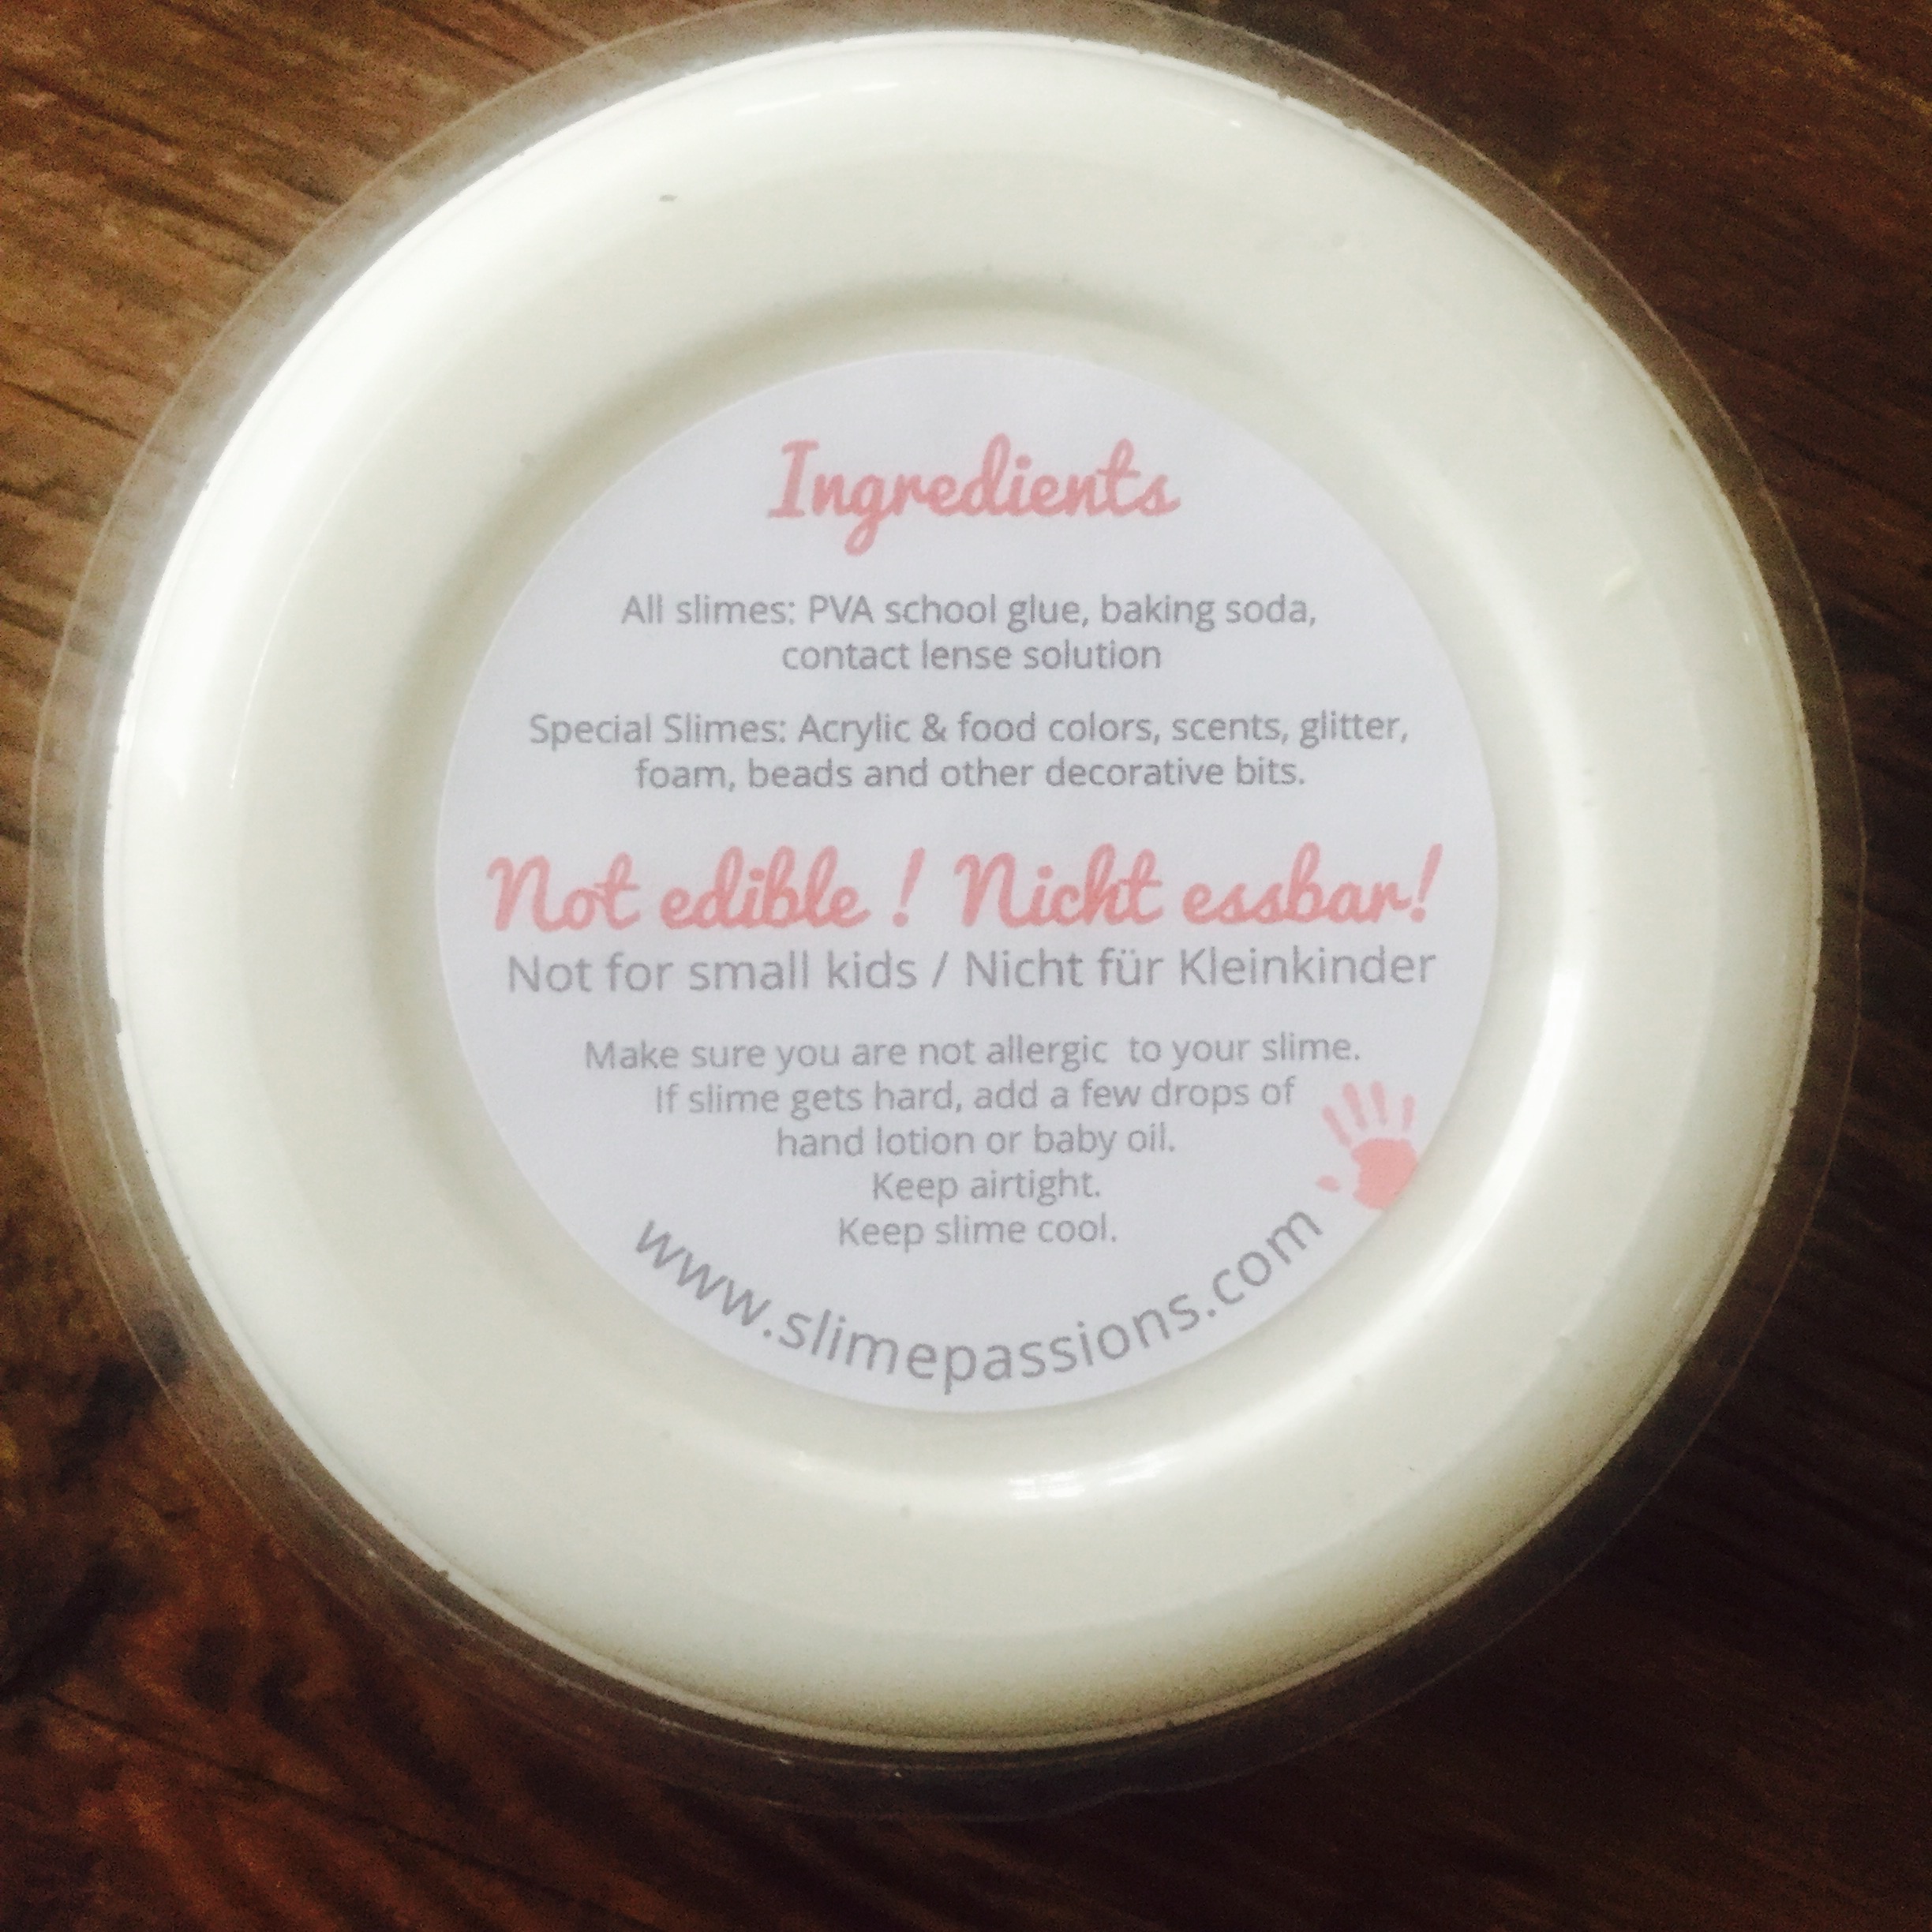 Ingredients
All slimes: PVA school glue, baking soda,
contact lense solution
Special Slimes: Acrylic & food colors, scents, glitter,
foam, beads and other decorative bits.
Not edible ! Nicht essbar!
Not for small kids / Nicht für Kleinkinder
Make sure you are not allergic to your slime.
If slime gets hard, add a few drops of
hand lotion or baby oil.
Keep airtight.
Keep slime cool.
www.slimepassions.com